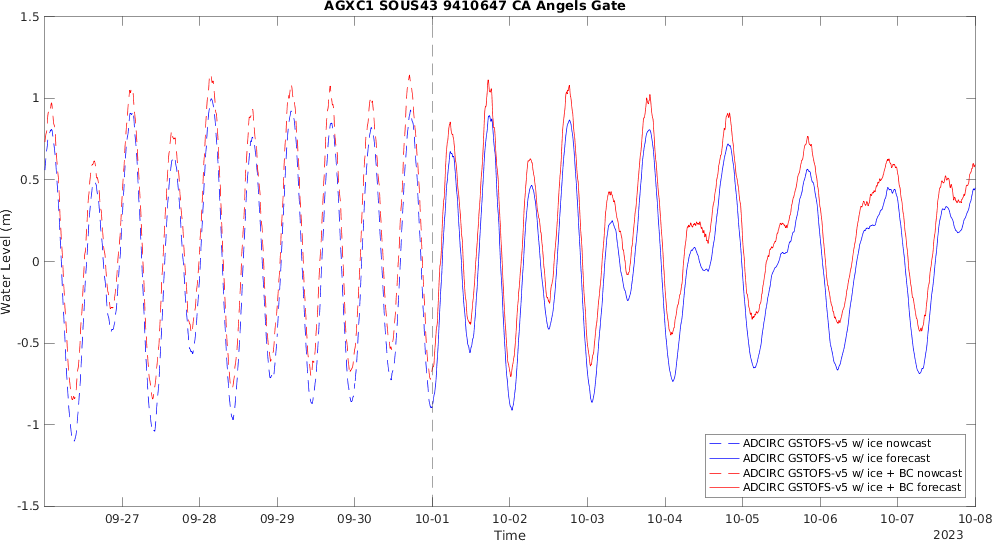 AGXC1 SOUS43 9410647 CA Angels Gate
1.5
1
0.5
0
-0.5
-1
-1.5
Water Level (m)
ADCIRC GSTOFS-v5 w/ ice nowcast
ADCIRC GSTOFS-v5 w/ ice forecast
ADCIRC GSTOFS-v5 w/ ice + BC nowcast
ADCIRC GSTOFS-v5 w/ ice + BC forecast
09-27 09-28 09-29 09-30 10-01 10-02 10-03 10-04 10-05 10-06 10-07 10-08
Time
2023